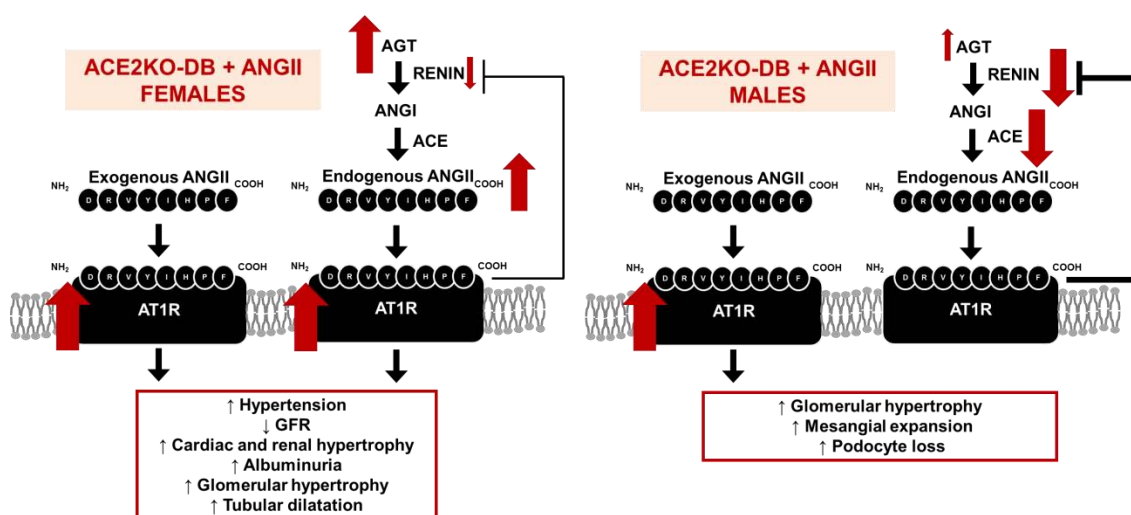 ACE2KO-DB + ANGII
FEMALES
AGT
RENIN
ANGI
ACE
Exogenous ANGII
NH2
COOH
D R V Y I H P F
Endogenous ANGII
NH2
COOH
D R V Y I H P F
NH2
D R V Y I H P F
COOH
AT1R
NH2
D R V Y I H P F
COOH
AT1R
↑ Hypertension
↓ GFR
↑ Cardiac and renal hypertrophy
↑ Albuminuria
↑ Glomerular hypertrophy
↑ Tubular dilatation
ACE2KO-DB + ANGII
MALES
AGT
RENIN
ANGI
ACE
Exogenous ANGII
NH2
COOH
D R V Y I H P F
Endogenous ANGII
NH2
COOH
D R V Y I H P F
NH2
D R V Y I H P F
COOH
AT1R
NH2
D R V Y I H P F
COOH
AT1R
↑ Glomerular hypertrophy
↑ Mesangial expansion
↑ Podocyte loss